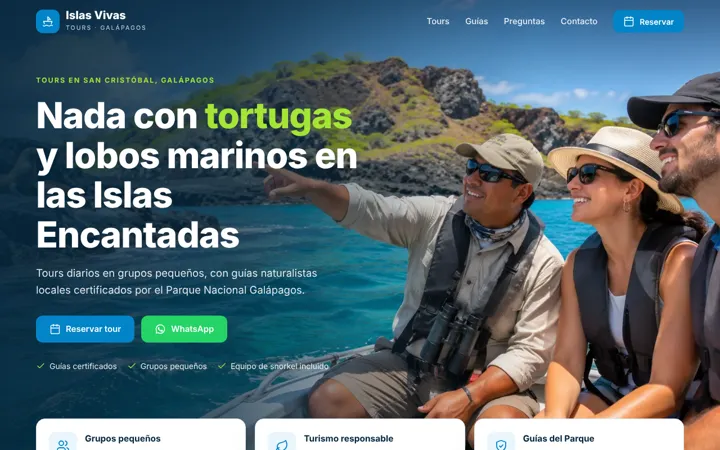 Islas Vivas
TOURS · GALÁPAGOS
Tours
Guías
Preguntas
Contacto
Reservar
TOURS EN SAN CRISTÓBAL, GALÁPAGOS
Nada con tortugas
y lobos marinos en
las Islas
Encantadas
Tours diarios en grupos pequeños, con guías naturalistas
locales certificados por el Parque Nacional Galápagos.
Reservar tour
WhatsApp
Guías certificados
Grupos pequeños
Equipo de snorkel incluido
Grupos pequeños
Turismo responsable
Guías del Parque